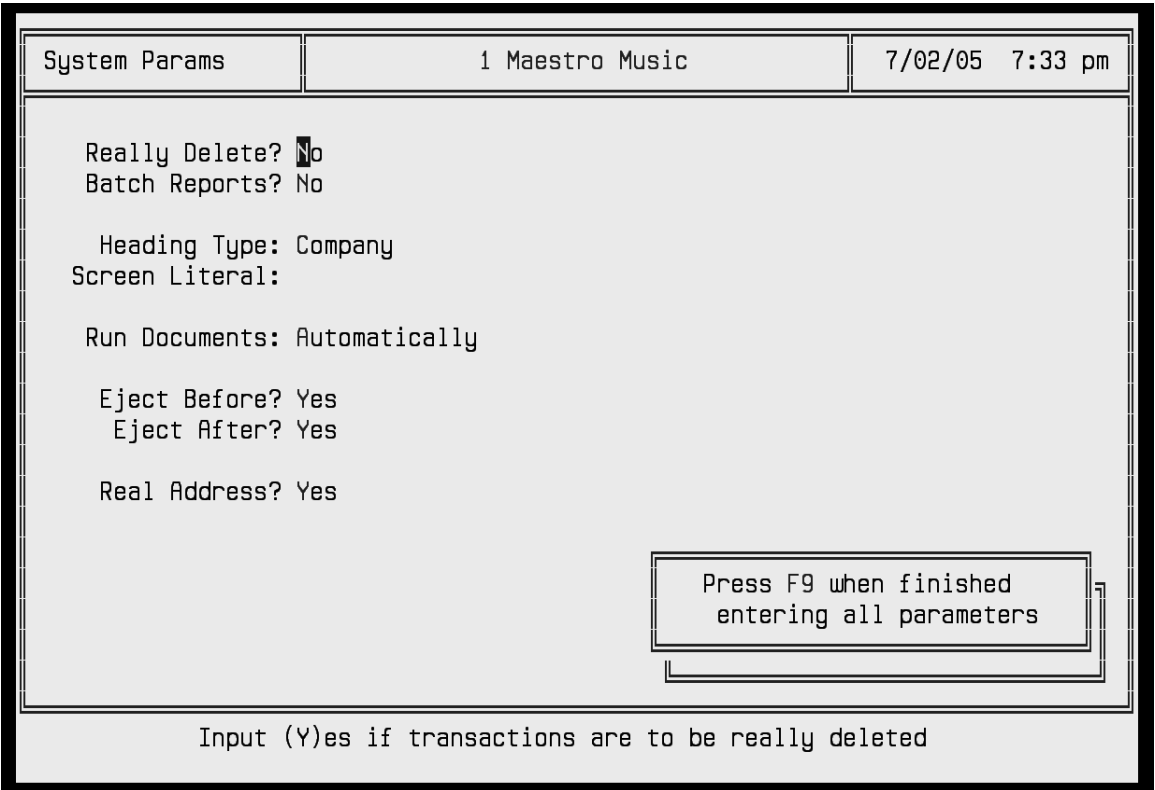 System Params 1 Maestro Music 7/02/05 7:33 pm
Really Delete? No
Batch Reports? No
Heading Type: Company
Screen Literal:
Run Documents: Automatically
Eject Before? Yes
Eject After? Yes
Real Address? Yes
Press F9 when finished
entering all parameters
Input (Y)es if transactions are to be really deleted